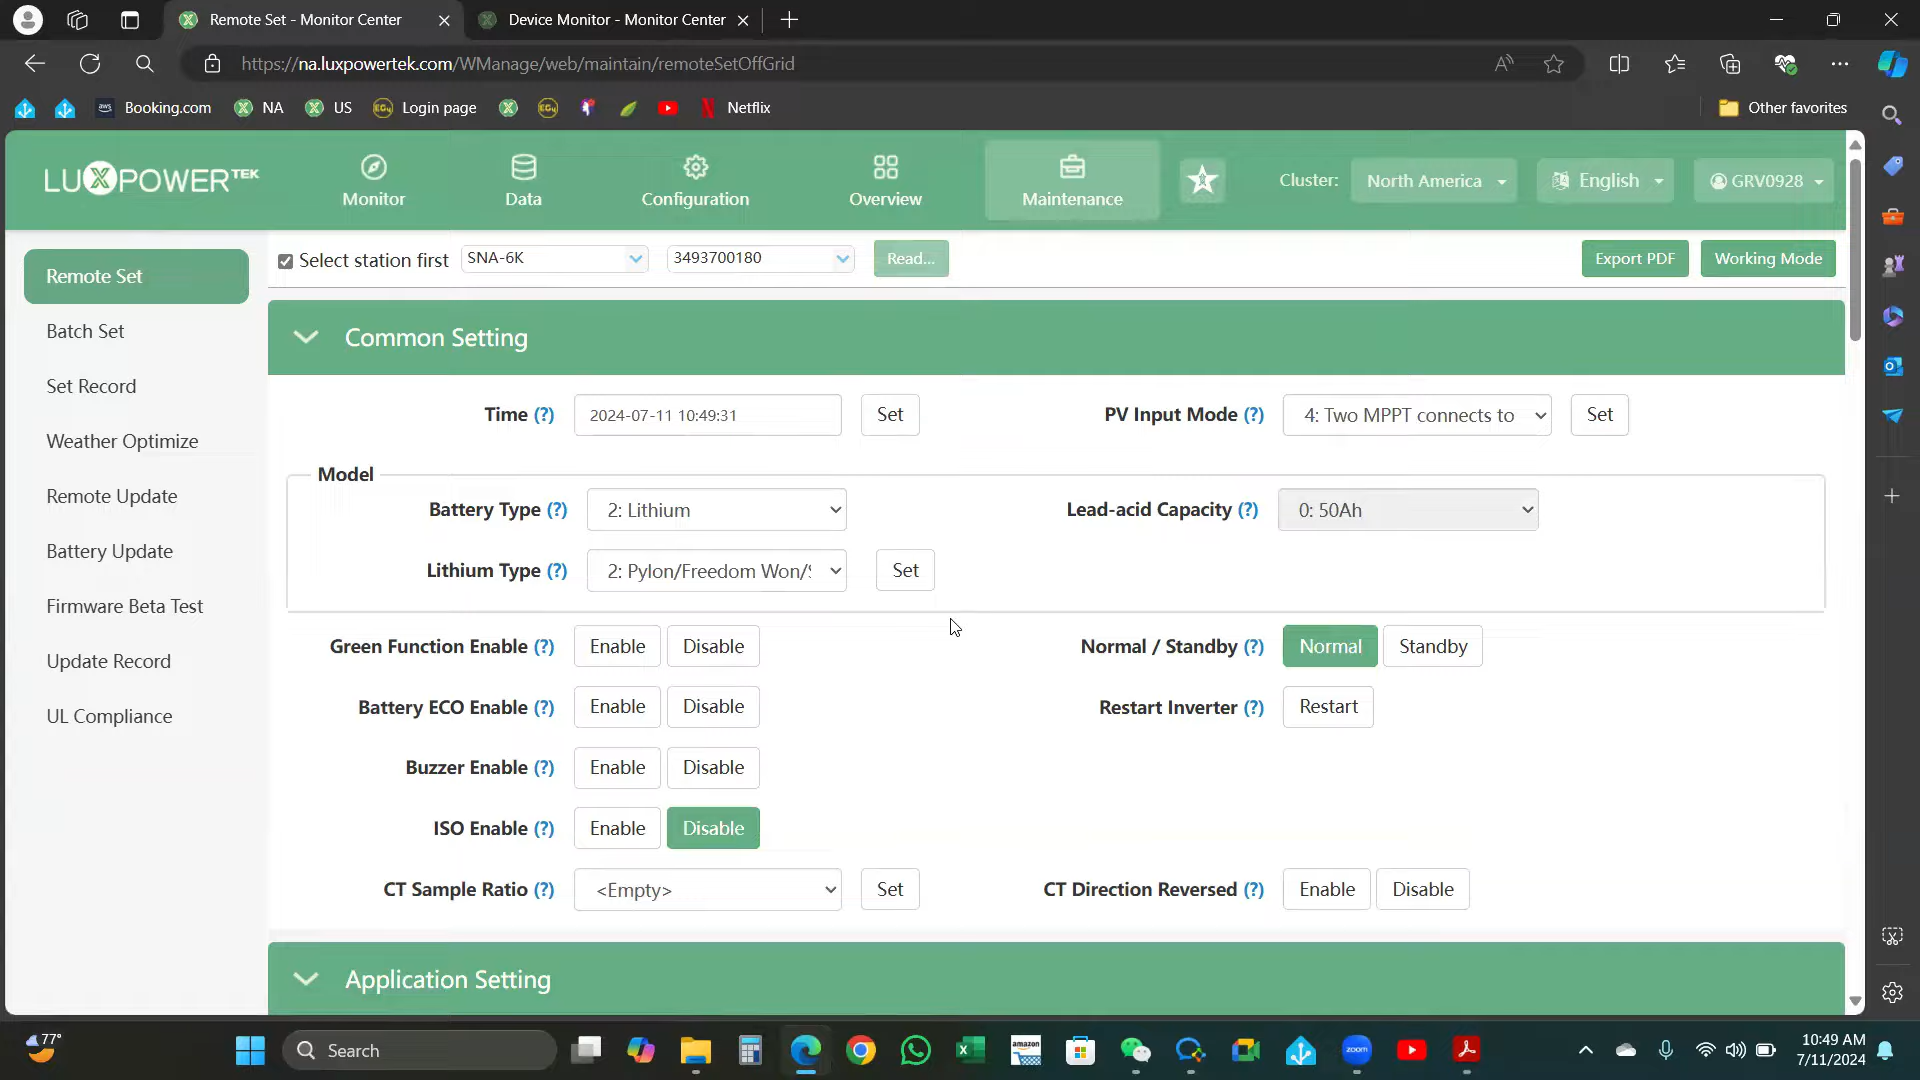 Remote Set - Monitor Center
Device Monitor - Monitor Center
https://na.luxpowertek.com/WManage/web/maintain/remoteSetOffGrid
aws Booking.com NA US EG4 Login page EG4 Netflix Other favorites
LUXPOWERTEK
Monitor
Data
Configuration
Overview
Maintenance
Cluster: North America English GRV0928
Remote Set
Batch Set
Set Record
Weather Optimize
Remote Update
Battery Update
Firmware Beta Test
Update Record
UL Compliance
Select station first SNA-6K 3493700180 Read... Export PDF Working Mode
Common Setting
Time (?) 2024-07-11 10:49:31 Set PV Input Mode (?) 4: Two MPPT connects to Set
Model
Battery Type (?) 2: Lithium Lead-acid Capacity (?) 0: 50Ah
Lithium Type (?) 2: Pylon/Freedom Won/ Set
Green Function Enable (?) Enable Disable Normal / Standby (?) Normal Standby
Battery ECO Enable (?) Enable Disable Restart Inverter (?) Restart
Buzzer Enable (?) Enable Disable
ISO Enable (?) Enable Disable
CT Sample Ratio (?) <Empty> Set CT Direction Reversed (?) Enable Disable
Application Setting
77°
Search
amazon
zoom
10:49 AM
7/11/2024